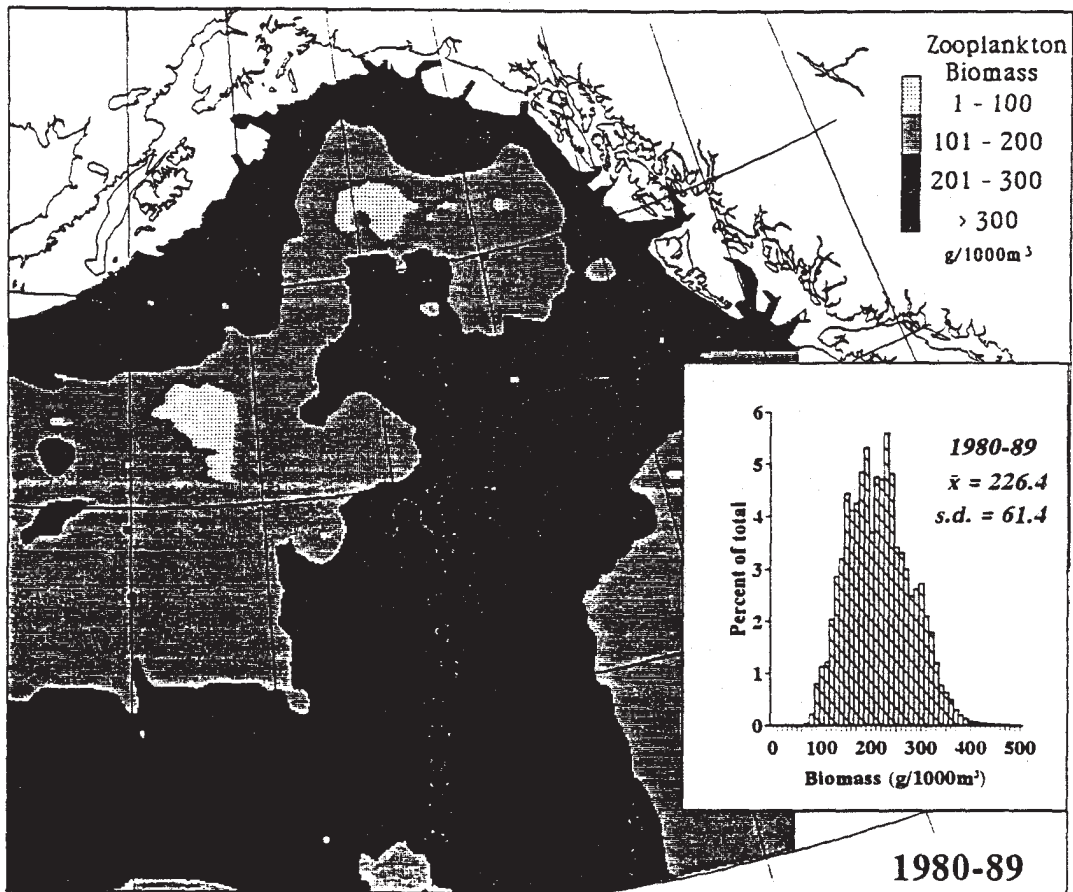 Zooplankton
Biomass
1 - 100
101 - 200
201 - 300
> 300
g/1000m³
6
5
4
3
2
1
0
Percent of total
1980-89
x̄ = 226.4
s.d. = 61.4
0 100 200 300 400 500
Biomass (g/1000m³)
1980-89